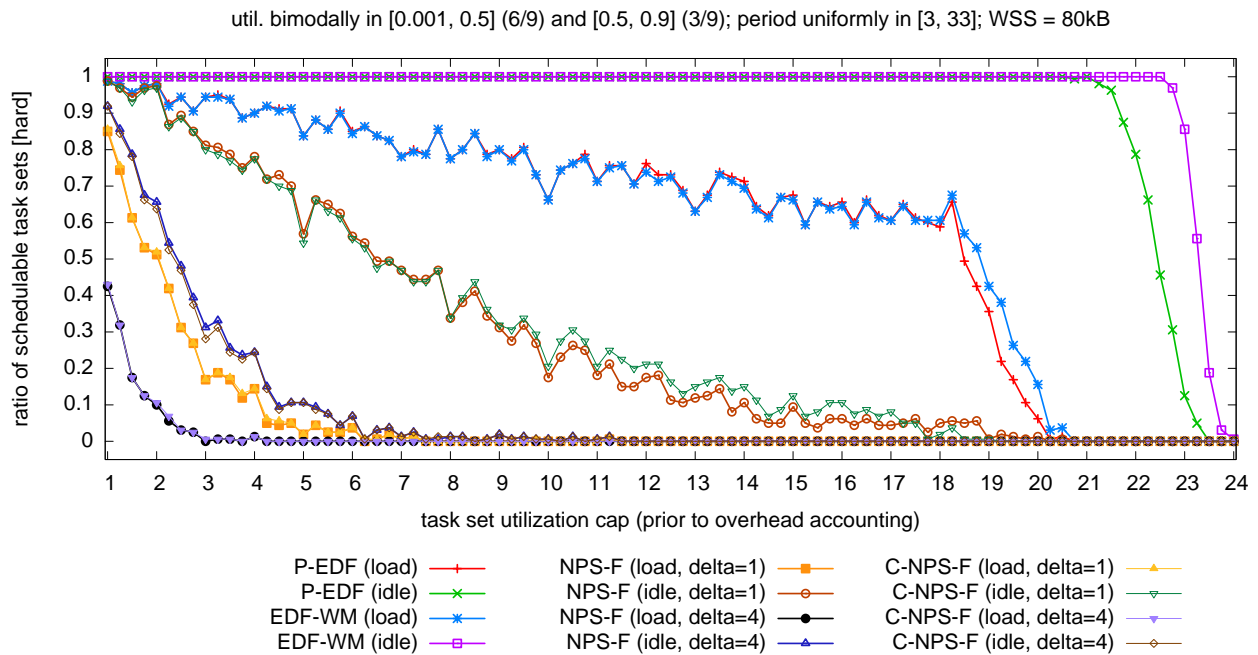 util. bimodally in [0.001, 0.5] (6/9) and [0.5, 0.9] (3/9); period uniformly in [3, 33]; WSS = 80kB
1
0.9
0.8
0.7
0.6
0.5
0.4
0.3
0.2
0.1
0
ratio of schedulable task sets [hard]
1 2 3 4 5 6 7 8 9 10 11 12 13 14 15 16 17 18 19 20 21 22 23 24
task set utilization cap (prior to overhead accounting)
P-EDF (load) NPS-F (load, delta=1) C-NPS-F (load, delta=1)
P-EDF (idle) NPS-F (idle, delta=1) C-NPS-F (idle, delta=1)
EDF-WM (load) NPS-F (load, delta=4) C-NPS-F (load, delta=4)
EDF-WM (idle) NPS-F (idle, delta=4) C-NPS-F (idle, delta=4)